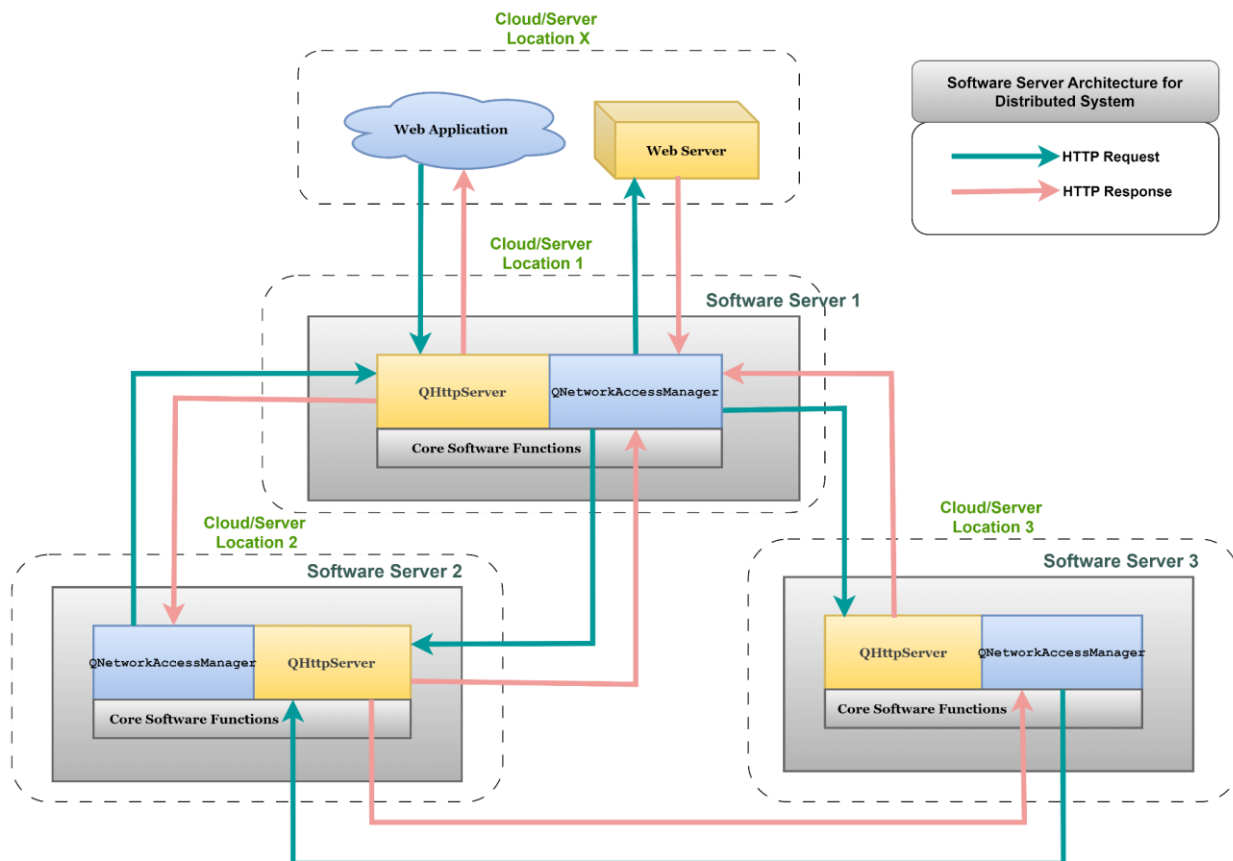 Cloud/Server
Location X
Software Server Architecture for
Distributed System
Web Application
Web Server
HTTP Request
HTTP Response
Cloud/Server
Location 1
Software Server 1
QHttpServer
QNetworkAccessManager
Core Software Functions
Cloud/Server
Location 2
Software Server 2
QNetworkAccessManager
QHttpServer
Core Software Functions
Cloud/Server
Location 3
Software Server 3
QHttpServer
QNetworkAccessManager
Core Software Functions